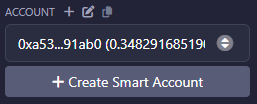 ACCOUNT
0xa53...91ab0 (0.34829168519
+ Create Smart Account